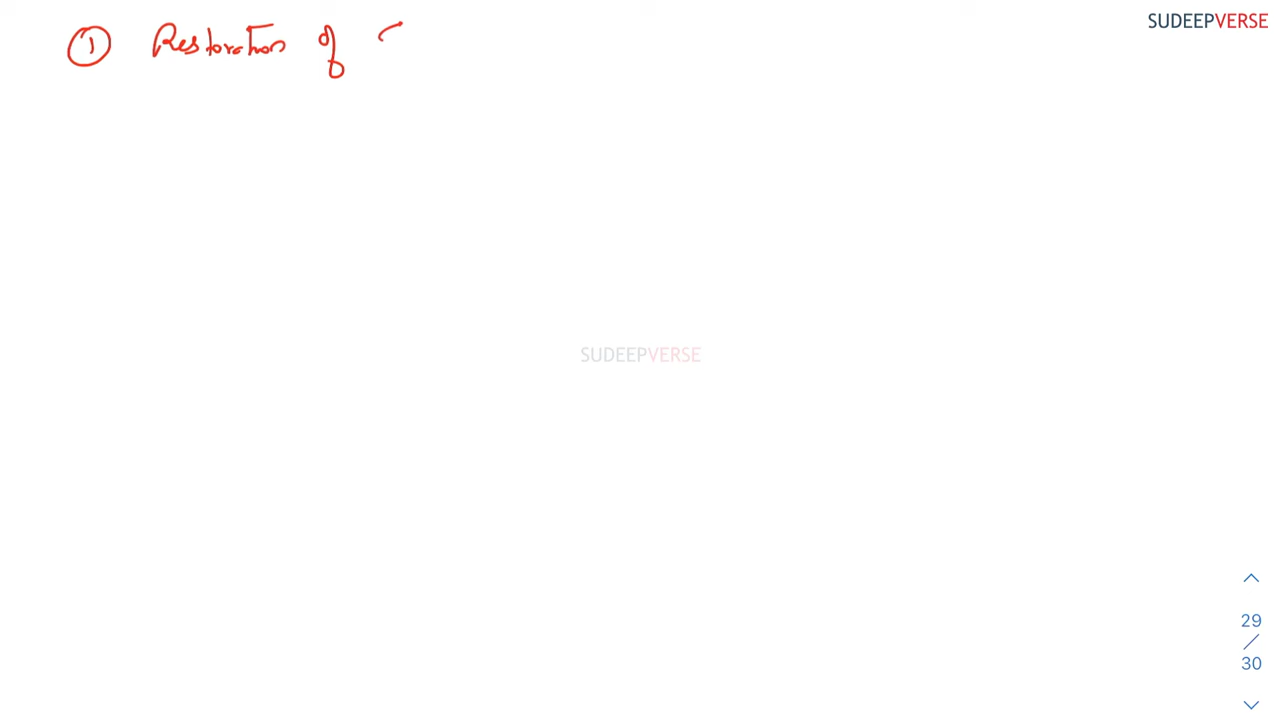 ① Restoration of
SUDEEPVERSE
SUDEEPVERSE
29
/
30